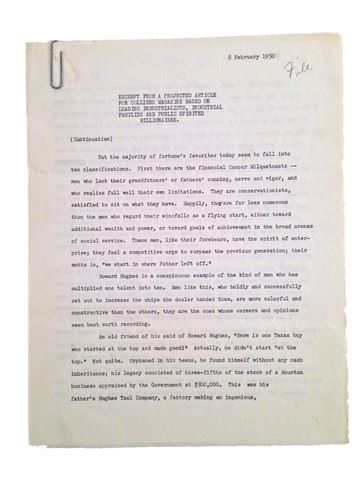 8 February 1950
File
EXCERPT FROM A PROJECTED ARTICLE
FOR COLLIERS MAGAZINE BASED ON
LEADING INDUSTRIALISTS, INDUSTRIAL
FAMILIES AND PUBLIC SPIRITED
MILLIONAIRES.
(Continuation)
But the majority of fortune's favorites today seem to fall into
two classifications. First there are the financial Caspar Milquetoasts --
men who lack their grandfathers' or fathers' cunning, nerve and vigor, and
who realize full well their own limitations. They are conservationists,
satisfied to sit on what they have. Happily, they are far less numerous
than the men who regard their windfalls as a flying start, either toward
additional wealth and power, or toward goals of achievement in the broad areas
of social service. These men, like their forebears, have the spirit of enter-
prise; they feel a competitive urge to surpass the previous generation; their
motto is, "we start in where Father left off."
Howard Hughes is a conspicuous example of the kind of man who has
multiplied one talent into ten. Men like this, who boldly and successfully
set out to increase the chips the dealer handed them, are more colorful and
constructive than the others, they are the ones whose careers and opinions
seem best worth recording.
An old friend of his said of Howard Hughes, "Here is one Texas boy
who started at the top and made good!" Actually, he didn't start "at the
top." Not quite. Orphaned in his teens, he found himself without any cash
inheritance; his legacy consisted of three-fifths of the stock of a Houston
business appraised by the Government at $500,000. This was his
father's Hughes Tool Company, a factory making an ingenious,